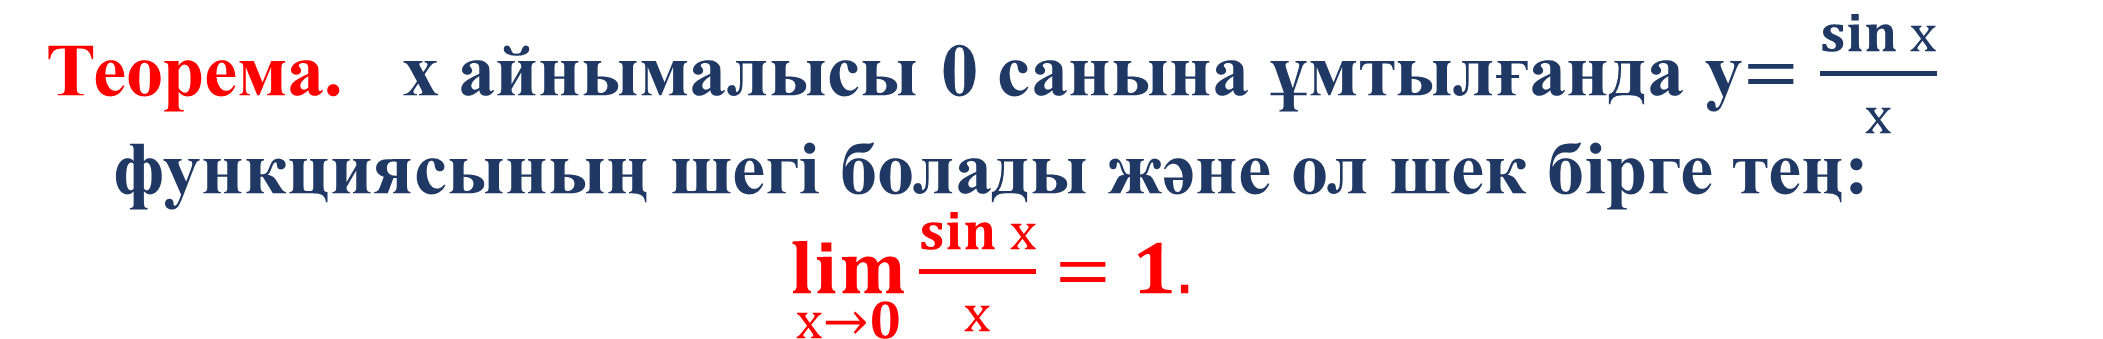 Теорема. х айнымалысы 0 санына ұмтылғанда у= sin x / x
функциясының шегі болады және ол шек бірге тең:
lim x→0 sin x / x = 1.